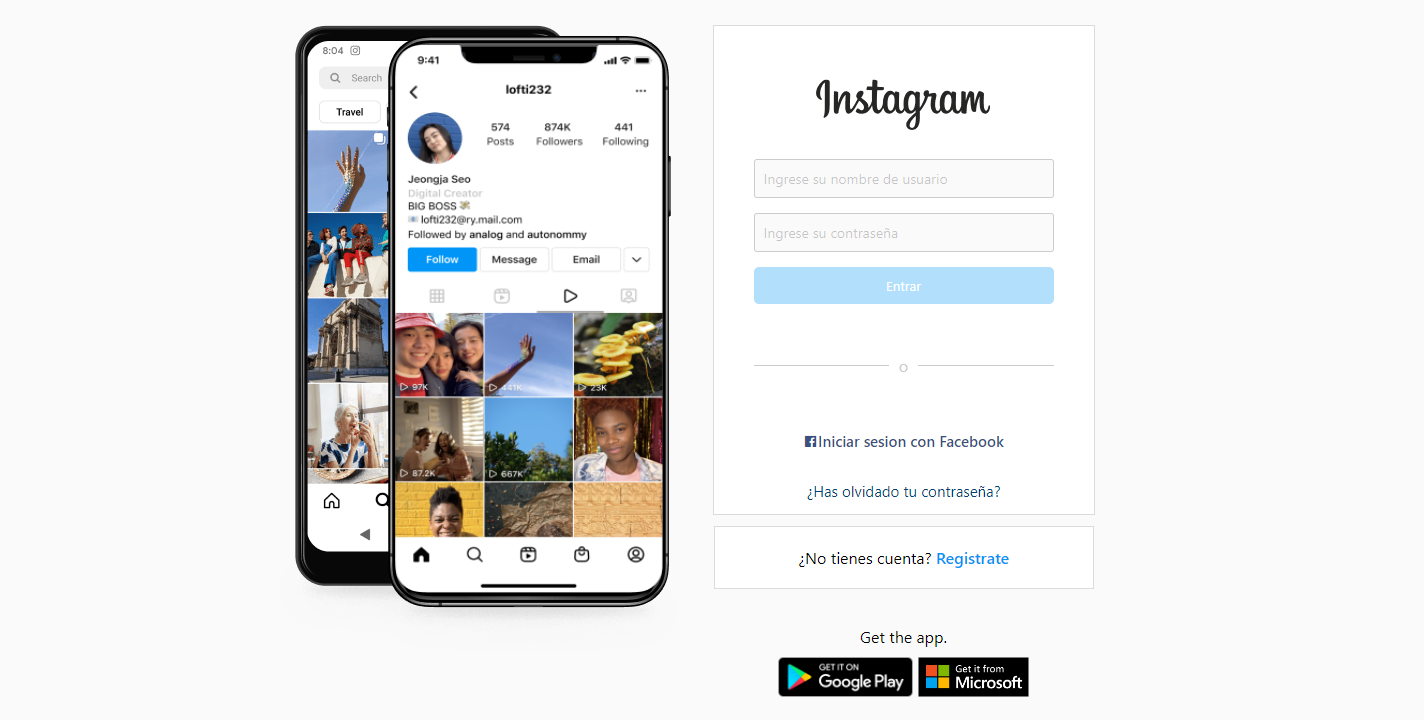 8:04
Search
Travel
9:41
lofti232
574 874K 441
Posts Followers Following
Jeongja Seo
Digital Creator
BIG BOSS
lofti232@ry.mail.com
Followed by analog and autonommy
Follow Message Email
97K 441K 23K
87.2K 667K
Instagram
Ingrese su nombre de usuario
Ingrese su contraseña
Entrar
o
Iniciar sesion con Facebook
¿Has olvidado tu contraseña?
¿No tienes cuenta? Registrate
Get the app.
GET IT ON
Google Play
Get it from
Microsoft